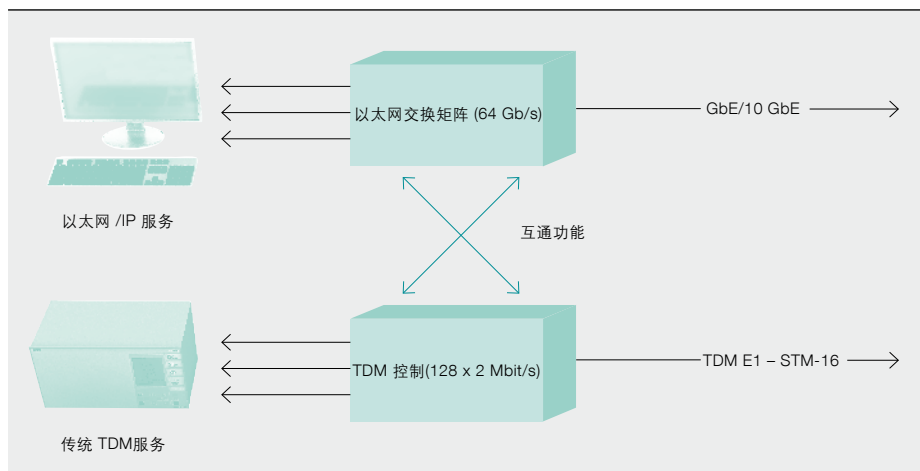 以太网交换矩阵 (64 Gb/s)
GbE/10 GbE
以太网 /IP 服务
互通功能
TDM 控制(128 x 2 Mbit/s)
TDM E1 – STM-16
传统 TDM服务